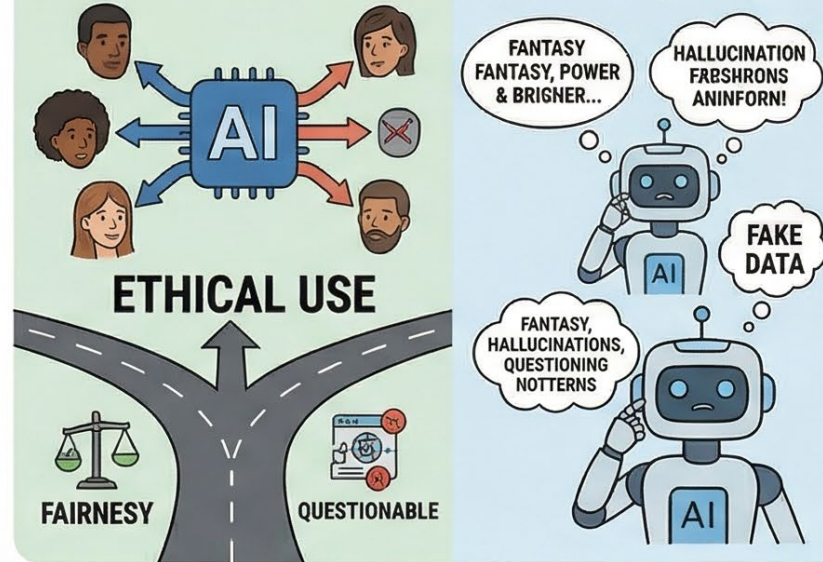 AI
ETHICAL USE
FAIRNESY
QUESTIONABLE
FANTASY
FANTASY, POWER
& BRIGNER...
HALLUCINATION
FABSHRONS
ANINFORN!
AI
FAKE
DATA
FANTASY,
HALLUCINATIONS,
QUESTIONING
NOTTERNS
AI